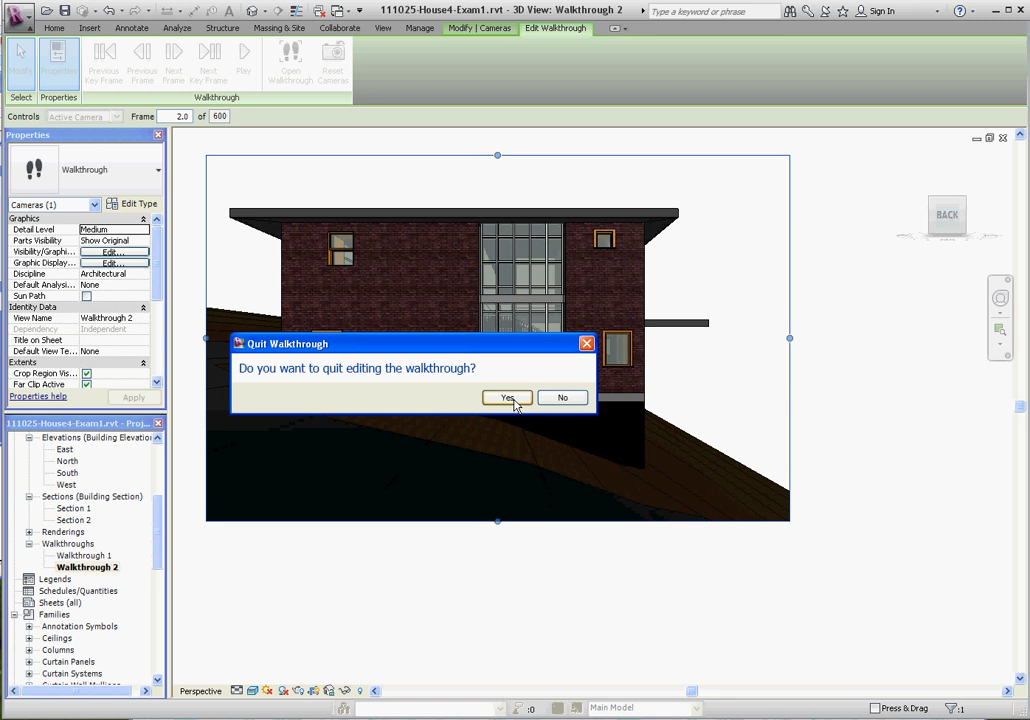 111025-House4-Exam1.rvt - 3D View: Walkthrough 2
Type a keyword or phrase
Sign In
Home Insert Annotate Analyze Structure Massing & Site Collaborate View Manage Modify | Cameras Edit Walkthrough
Modify
Properties
Previous Key Frame
Previous Frame
Next Frame
Next Key Frame
Play
Open Walkthrough
Reset Cameras
Select Properties Walkthrough
Controls Active Camera Frame 2.0 of 600
Properties
Walkthrough
Cameras (1) Edit Type
Graphics
Detail Level Medium
Parts Visibility Show Original
Visibility/Graphi... Edit...
Graphic Display... Edit...
Discipline Architectural
Default Analysi... None
Sun Path
Identity Data
View Name Walkthrough 2
Dependency Independent
Title on Sheet
Default View Te... None
Extents
Crop Region Vis...
Far Clip Active
Properties help Apply
111025-House4-Exam1.rvt - Proj...
Elevations (Building Elevatio
East
North
South
West
Sections (Building Section)
Section 1
Section 2
Renderings
Walkthroughs
Walkthrough 1
Walkthrough 2
Legends
Schedules/Quantities
Sheets (all)
Families
Annotation Symbols
Ceilings
Columns
Curtain Panels
Curtain Systems
Curtain Wall Mullions
BACK
Quit Walkthrough
Do you want to quit editing the walkthrough?
Yes No
Perspective
:0 Main Model Press & Drag :1